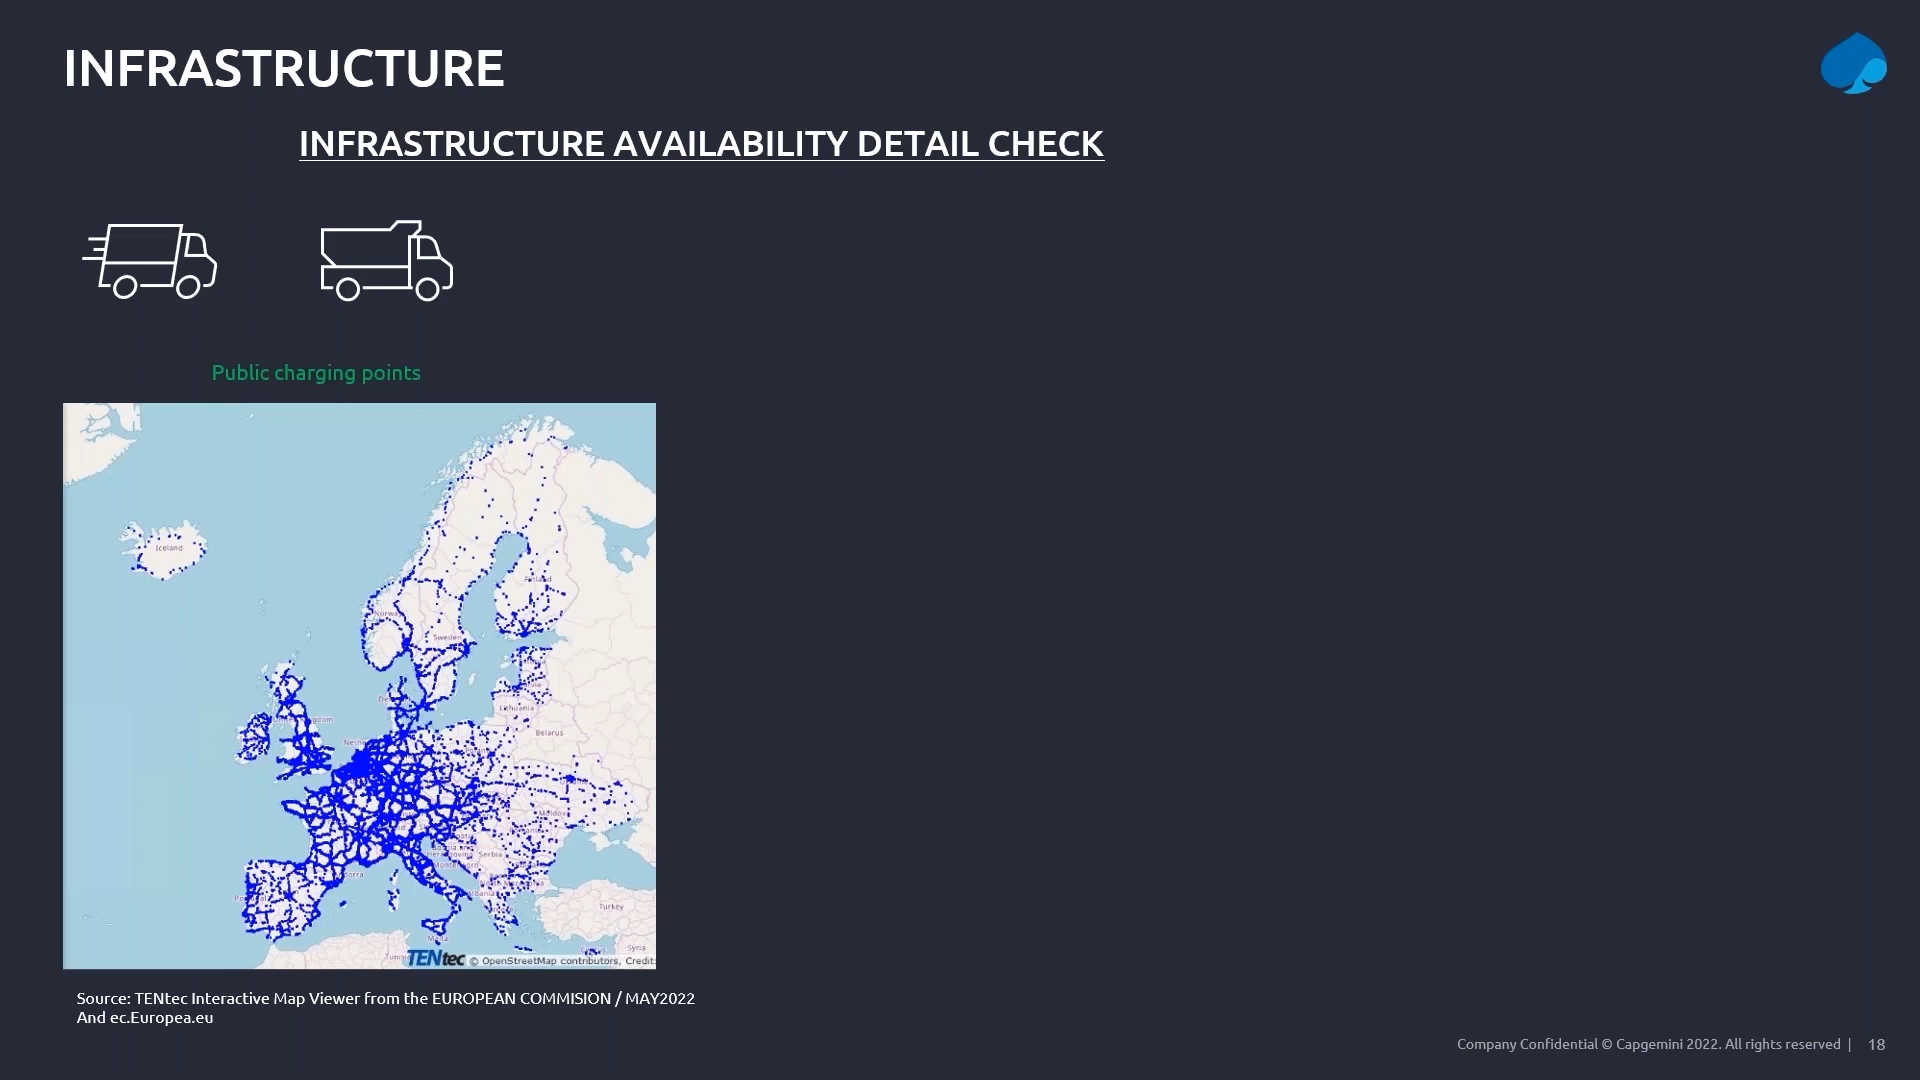 INFRASTRUCTURE
INFRASTRUCTURE AVAILABILITY DETAIL CHECK
Public charging points
Iceland
Finland
Sweden
Lithuania
Belarus
Serbia
Turkey
Malta
Syria
TENtec © OpenStreetMap contributors, Credit:
Source: TENtec Interactive Map Viewer from the EUROPEAN COMMISION / MAY2022
And ec.Europea.eu
Company Confidential © Capgemini 2022. All rights reserved | 18